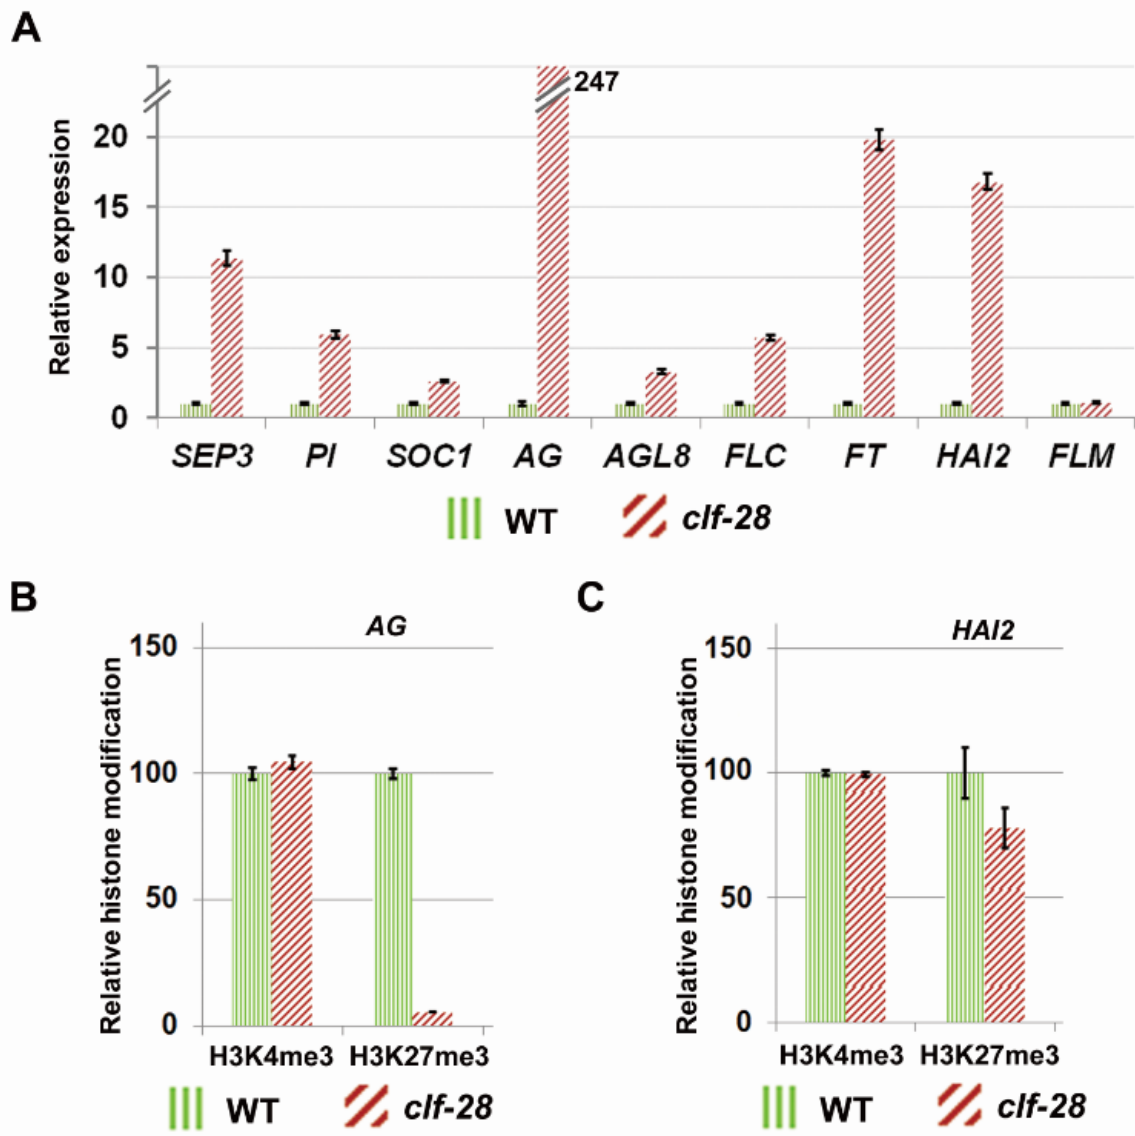 A
Relative expression
247
20
15
10
5
0
SEP3 PI SOC1 AG AGL8 FLC FT HAI2 FLM
WT clf-28
B
AG
Relative histone modification
150
100
50
0
H3K4me3 H3K27me3
WT clf-28
C
HAI2
Relative histone modification
150
100
50
0
H3K4me3 H3K27me3
WT clf-28